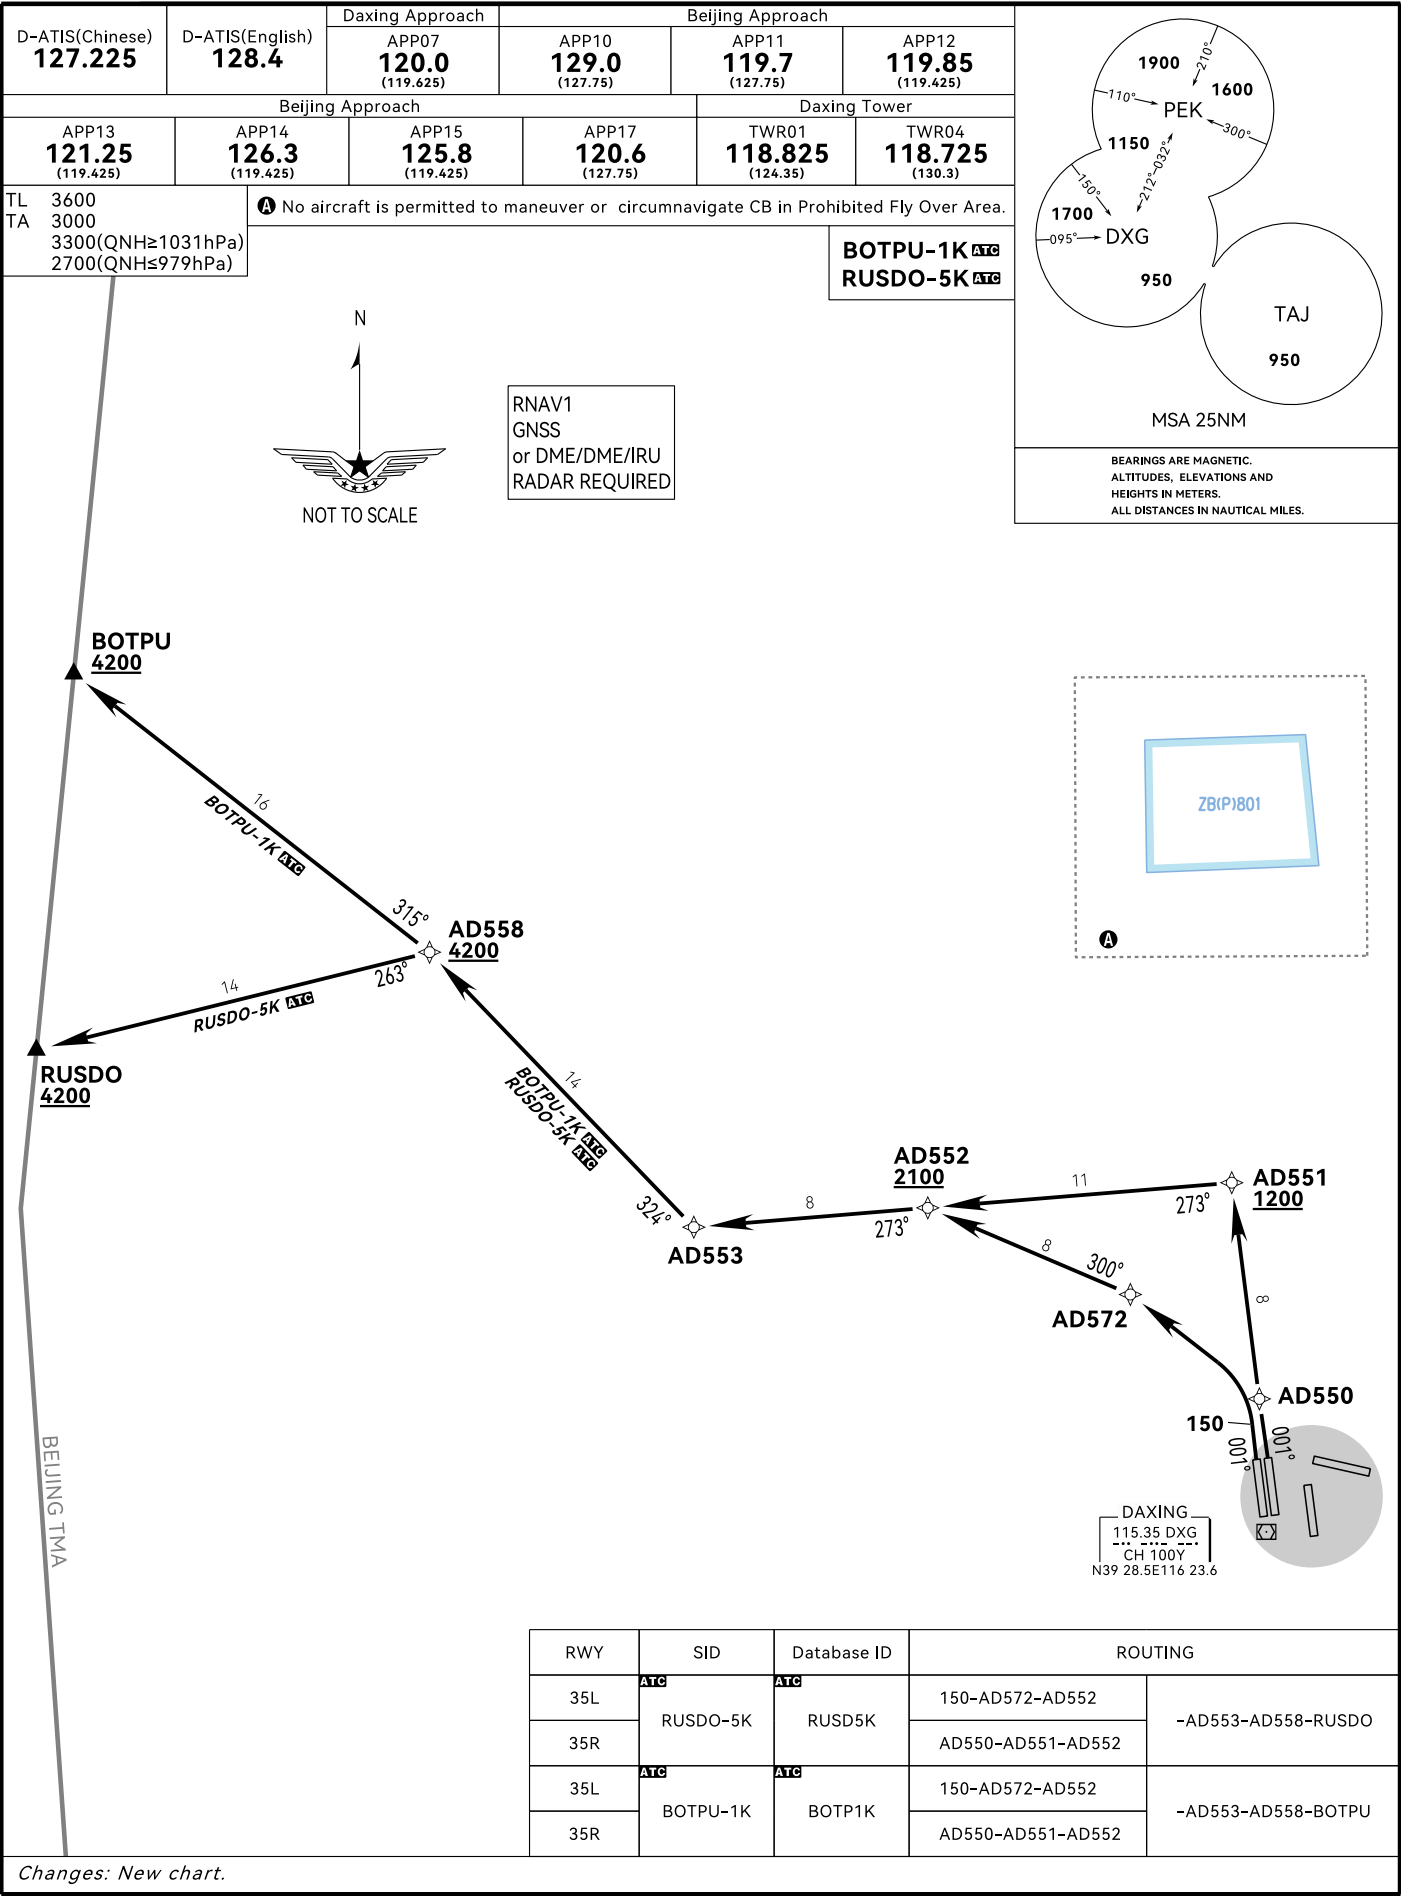 D-ATIS(Chinese)
127.225
D-ATIS(English)
128.4
Daxing Approach
APP07
120.0
(119.625)
Beijing Approach
APP10
129.0
(127.75)
APP11
119.7
(127.75)
APP12
119.85
(119.425)
Beijing Approach
APP13
121.25
(119.425)
APP14
126.3
(119.425)
APP15
125.8
(119.425)
APP17
120.6
(127.75)
Daxing Tower
TWR01
118.825
(124.35)
TWR04
118.725
(130.3)
TL 3600
TA 3000
3300(QNH≥1031hPa)
2700(QNH≤979hPa)
A No aircraft is permitted to maneuver or circumnavigate CB in Prohibited Fly Over Area.
BOTPU-1K ATC
RUSDO-5K ATC
1900
210°
1600
110°
PEK
300°
1150
212°-032°
150°
1700
095°
DXG
950
TAJ
950
MSA 25NM
BEARINGS ARE MAGNETIC.
ALTITUDES, ELEVATIONS AND
HEIGHTS IN METERS.
ALL DISTANCES IN NAUTICAL MILES.
N
NOT TO SCALE
RNAV1
GNSS
or DME/DME/IRU
RADAR REQUIRED
BOTPU
4200
16
BOTPU-1K ATC
315°
AD558
4200
263°
14
RUSDO-5K ATC
RUSDO
4200
ZB(P)801
A
14
BOTPU-1K ATC
RUSDO-5K ATC
324°
AD553
8
AD552
2100
273°
11
273°
AD551
1200
8
300°
AD572
8
AD550
150
001°
001°
DAXING
115.35 DXG
CH 100Y
N39 28.5E116 23.6
BEIJING TMA
RWY SID Database ID ROUTING
35L ATC RUSDO-5K ATC RUSD5K 150-AD572-AD552 -AD553-AD558-RUSDO
35R AD550-AD551-AD552
35L ATC BOTPU-1K ATC BOTP1K 150-AD572-AD552 -AD553-AD558-BOTPU
35R AD550-AD551-AD552
Changes: New chart.